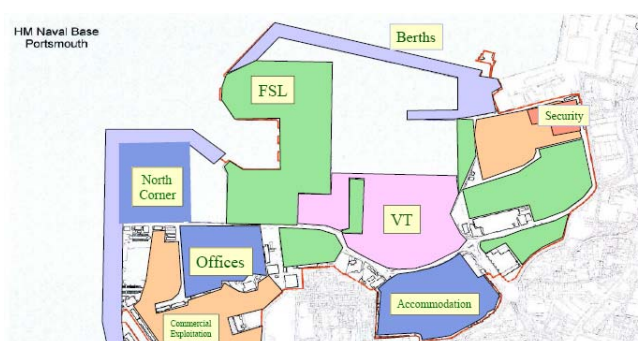 HM Naval Base
Portsmouth
Berths
FSL
Security
North
Corner
VT
Offices
Accommodation
Commercial
Exploitation